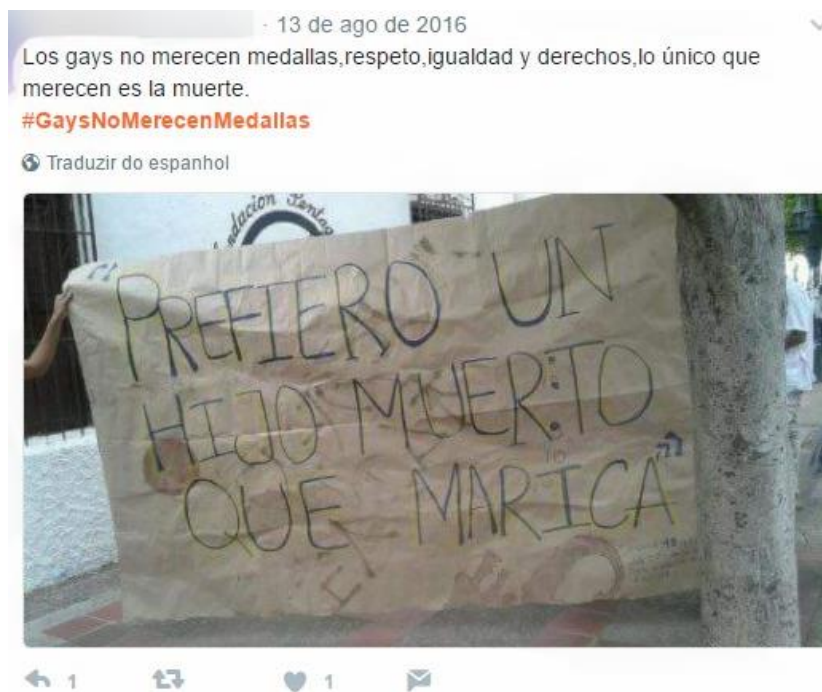 · 13 de ago de 2016
Los gays no merecen medallas,respeto,igualdad y derechos,lo único que
merecen es la muerte.
#GaysNoMerecenMedallas
Traduzir do espanhol
"PREFIERO UN
HIJO MUERTO
QUE MARICA"
1
1